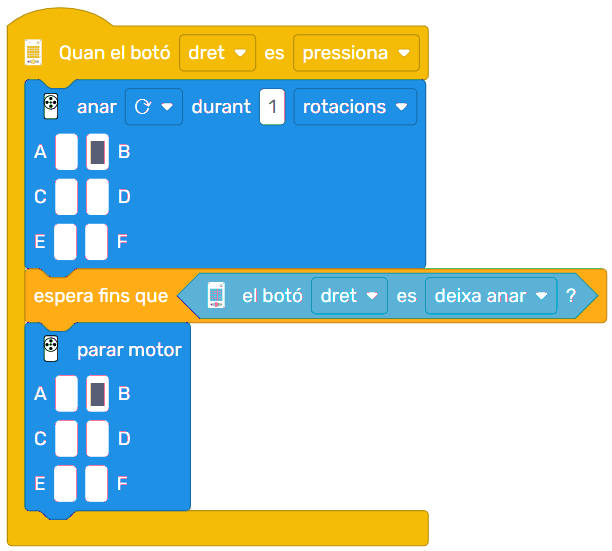 Quan el botó dret es pressiona
anar durant 1 rotacions
A B
C D
E F
espera fins que el botó dret es deixa anar ?
parar motor
A B
C D
E F